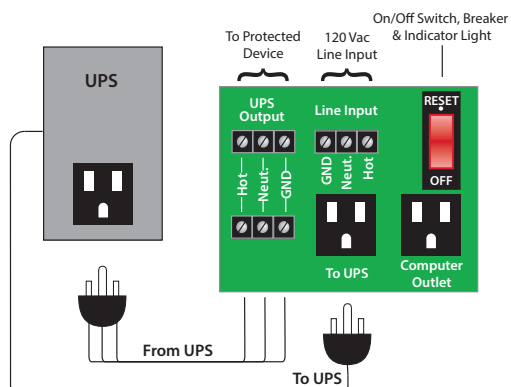 To Protected
Device
120 Vac
Line Input
On/Off Switch, Breaker
& Indicator Light
UPS
UPS
Output
Line Input
RESET
OFF
Hot
Neut.
GND
GND
Neut.
Hot
To UPS
Computer
Outlet
From UPS
To UPS